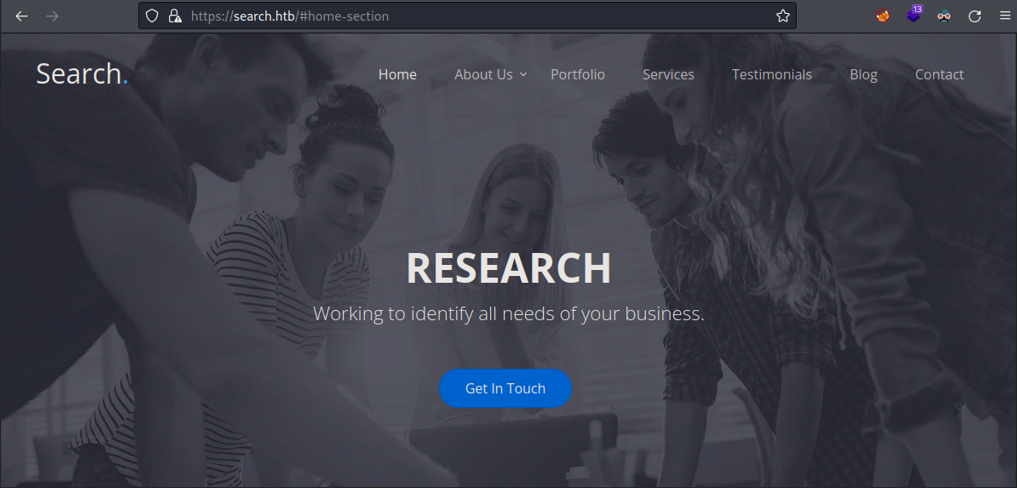 https://search.htb/#home-section
13
Search.
Home About Us Portfolio Services Testimonials Blog Contact
RESEARCH
Working to identify all needs of your business.
Get In Touch